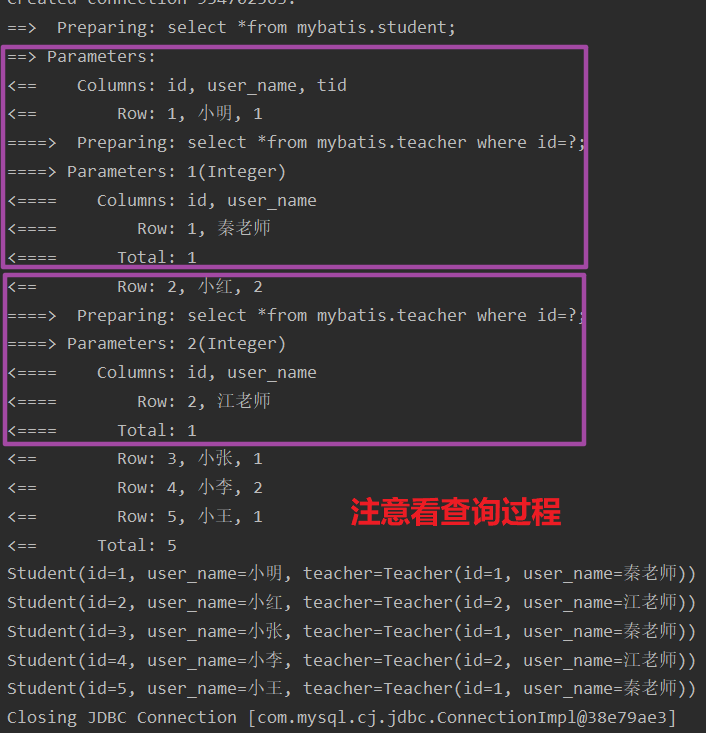 Created connection 934702565.
==>  Preparing: select *from mybatis.student;
==> Parameters:
<==    Columns: id, user_name, tid
<==        Row: 1, 小明, 1
====>  Preparing: select *from mybatis.teacher where id=?;
====> Parameters: 1(Integer)
<====    Columns: id, user_name
<====        Row: 1, 秦老师
<====      Total: 1
<==        Row: 2, 小红, 2
====>  Preparing: select *from mybatis.teacher where id=?;
====> Parameters: 2(Integer)
<====    Columns: id, user_name
<====        Row: 2, 江老师
<====      Total: 1
<==        Row: 3, 小张, 1
<==        Row: 4, 小李, 2
<==        Row: 5, 小王, 1
注意看查询过程
<==      Total: 5
Student(id=1, user_name=小明, teacher=Teacher(id=1, user_name=秦老师))
Student(id=2, user_name=小红, teacher=Teacher(id=2, user_name=江老师))
Student(id=3, user_name=小张, teacher=Teacher(id=1, user_name=秦老师))
Student(id=4, user_name=小李, teacher=Teacher(id=2, user_name=江老师))
Student(id=5, user_name=小王, teacher=Teacher(id=1, user_name=秦老师))
Closing JDBC Connection [com.mysql.cj.jdbc.ConnectionImpl@38e79ae3]